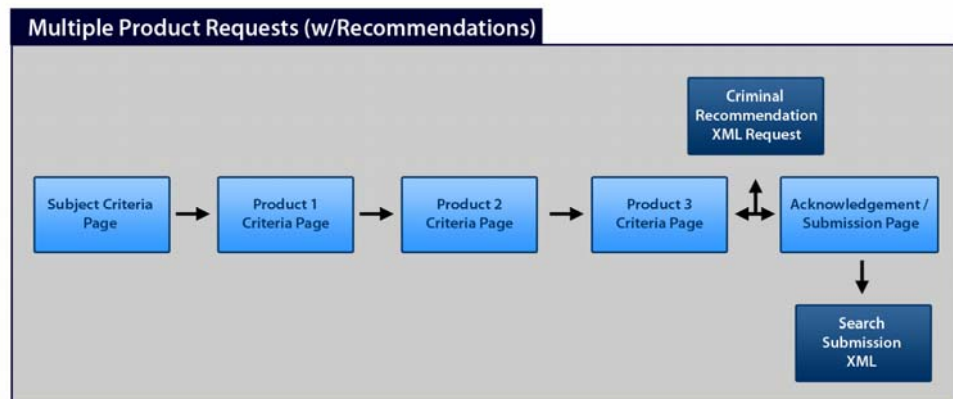 Multiple Product Requests (w/Recommendations)
Criminal
Recommendation
XML Request
Subject Criteria
Page
Product 1
Criteria Page
Product 2
Criteria Page
Product 3
Criteria Page
Acknowledgement /
Submission Page
Search
Submission
XML